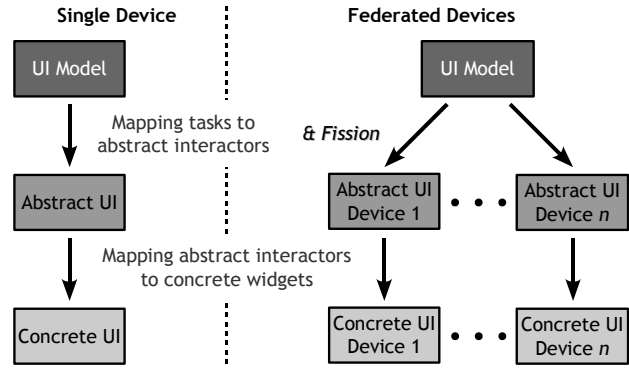 Single Device
Federated Devices
UI Model
UI Model
Mapping tasks to
abstract interactors
& Fission
Abstract UI
Abstract UI
Device 1
Abstract UI
Device n
Mapping abstract interactors
to concrete widgets
Concrete UI
Concrete UI
Device 1
Concrete UI
Device n